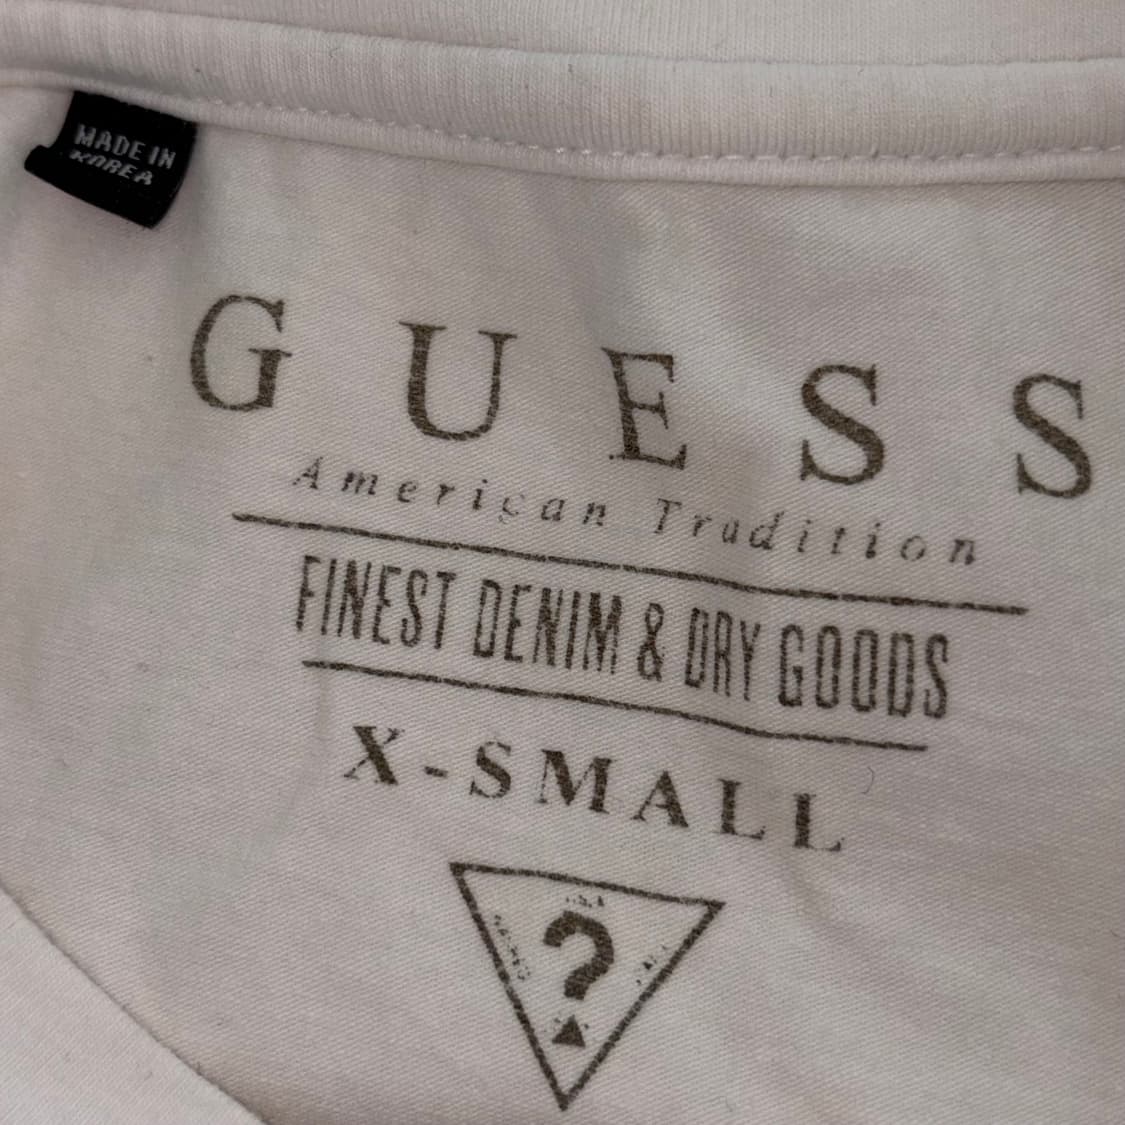 MADE IN
KOREA
GUESS
American Tradition
FINEST DENIM & DRY GOODS
X-SMALL
?